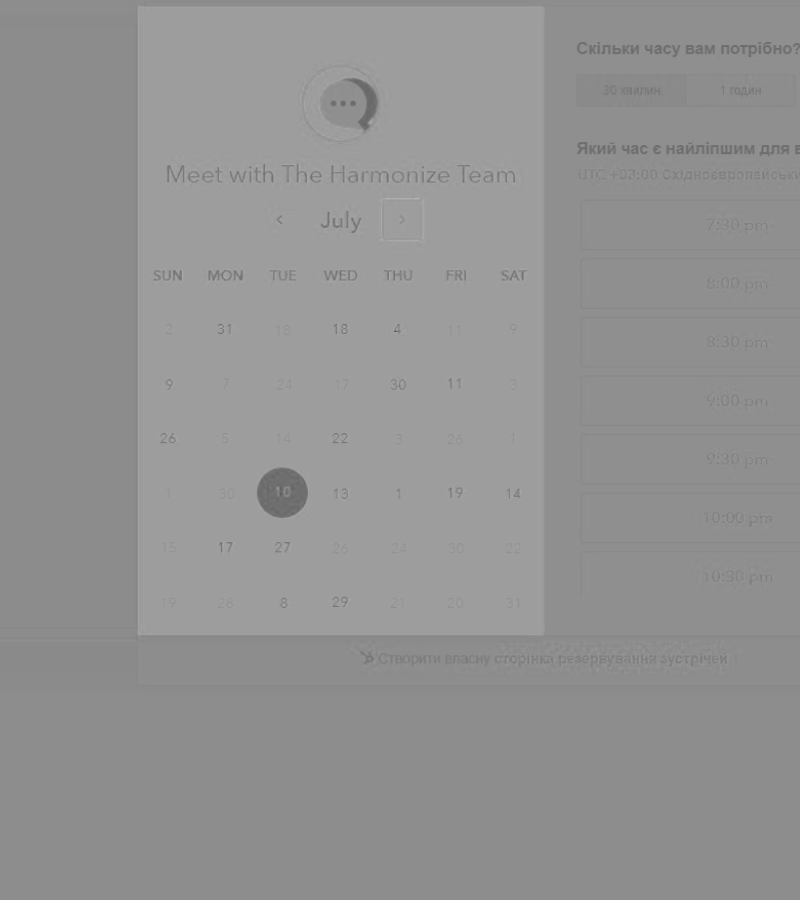 Meet with The Harmonize Team
July
SUN MON TUE WED THU FRI SAT
2 31 18 18 4 11 9
9 7 24 17 30 11 3
26 5 14 22 3 26 1
1 30 10 13 1 19 14
15 17 27 26 24 30 22
19 28 8 29 21 20 31
Скільки часу вам потрібно?
30 хвилин 1 годин
Який час є найліпшим для
UTC +03:00
7:30 pm
8:00 pm
8:30 pm
9:00 pm
9:30 pm
10:00 pm
10:30 pm
Створити власну сторінка резервування зустрічей